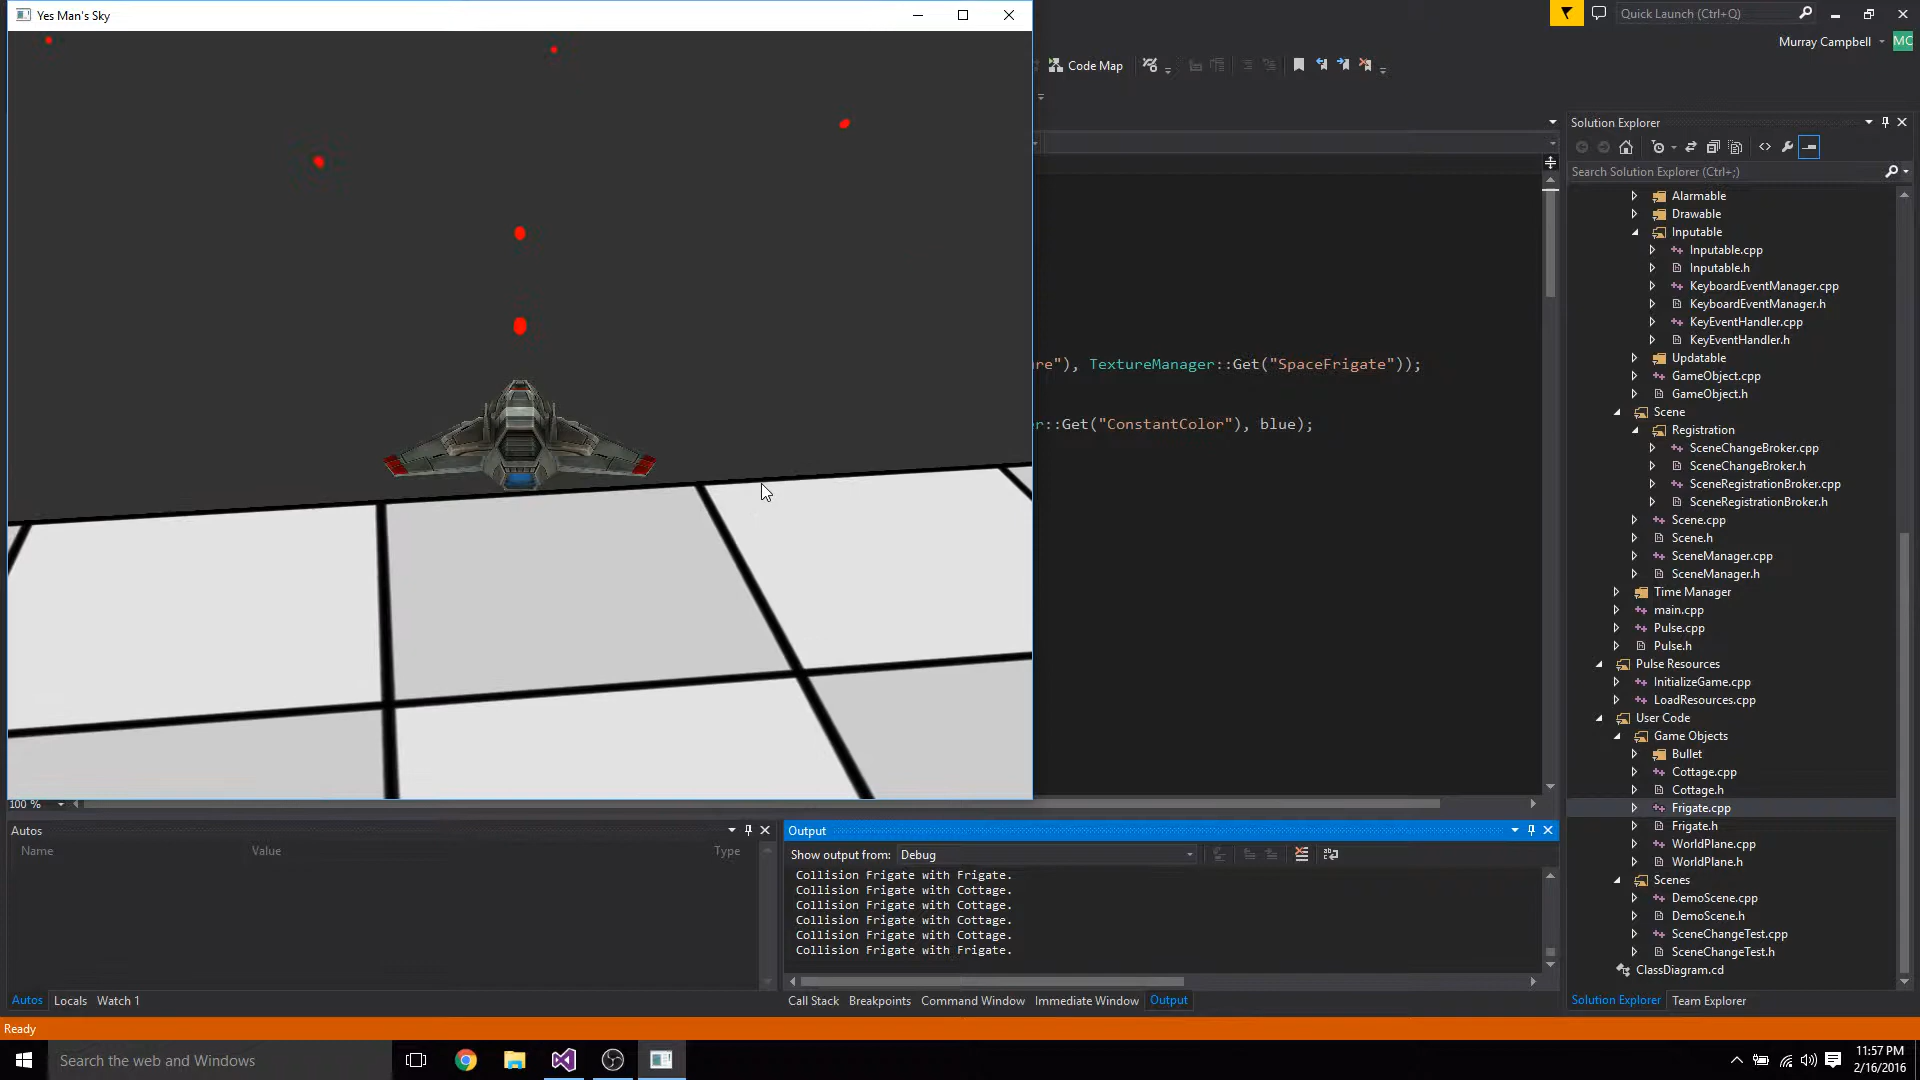 Yes Man's Sky
Quick Launch (Ctrl+Q)
Murray Campbell
MC
Code Map
Solution Explorer
Search Solution Explorer (Ctrl+;)
Alarmable
Drawable
Inputable
Inputable.cpp
Inputable.h
KeyboardEventManager.cpp
KeyboardEventManager.h
KeyEventHandler.cpp
KeyEventHandler.h
Updatable
GameObject.cpp
GameObject.h
Scene
Registration
SceneChangeBroker.cpp
SceneChangeBroker.h
SceneRegistrationBroker.cpp
SceneRegistrationBroker.h
Scene.cpp
Scene.h
SceneManager.cpp
SceneManager.h
Time Manager
main.cpp
Pulse.cpp
Pulse.h
Pulse Resources
InitializeGame.cpp
LoadResources.cpp
User Code
Game Objects
Bullet
Cottage.cpp
Cottage.h
Frigate.cpp
Frigate.h
WorldPlane.cpp
WorldPlane.h
Scenes
DemoScene.cpp
DemoScene.h
SceneChangeTest.cpp
SceneChangeTest.h
ClassDiagram.cd
Solution Explorer Team Explorer
re"), TextureManager::Get("SpaceFrigate"));
r::Get("ConstantColor"), blue);
100 %
Autos
Name Value Type
Autos Locals Watch 1
Output
Show output from: Debug
Collision Frigate with Frigate.
Collision Frigate with Cottage.
Collision Frigate with Cottage.
Collision Frigate with Cottage.
Collision Frigate with Cottage.
Collision Frigate with Frigate.
Call Stack Breakpoints Command Window Immediate Window Output
Ready
Search the web and Windows
11:57 PM
2/16/2016